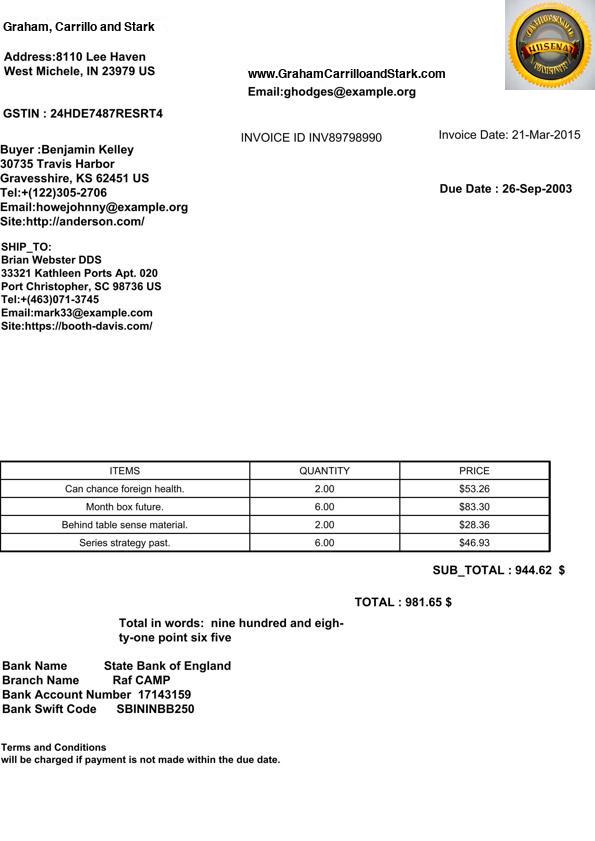 Graham, Carrillo and Stark
Address:8110 Lee Haven
West Michele, IN 23979 US
www.GrahamCarrilloandStark.com
Email:ghodges@example.org
HUSENAT
GSTIN : 24HDE7487RESRT4
INVOICE ID INV89798990
Invoice Date: 21-Mar-2015
Due Date : 26-Sep-2003
Buyer :Benjamin Kelley
30735 Travis Harbor
Gravesshire, KS 62451 US
Tel:+(122)305-2706
Email:howejohnny@example.org
Site:http://anderson.com/
SHIP_TO:
Brian Webster DDS
33321 Kathleen Ports Apt. 020
Port Christopher, SC 98736 US
Tel:+(463)071-3745
Email:mark33@example.com
Site:https://booth-davis.com/
ITEMS QUANTITY PRICE
Can chance foreign health. 2.00 $53.26
Month box future. 6.00 $83.30
Behind table sense material. 2.00 $28.36
Series strategy past. 6.00 $46.93
SUB_TOTAL : 944.62 $
TOTAL : 981.65 $
Total in words: nine hundred and eigh-
ty-one point six five
Bank Name State Bank of England
Branch Name Raf CAMP
Bank Account Number 17143159
Bank Swift Code SBININBB250
Terms and Conditions
will be charged if payment is not made within the due date.